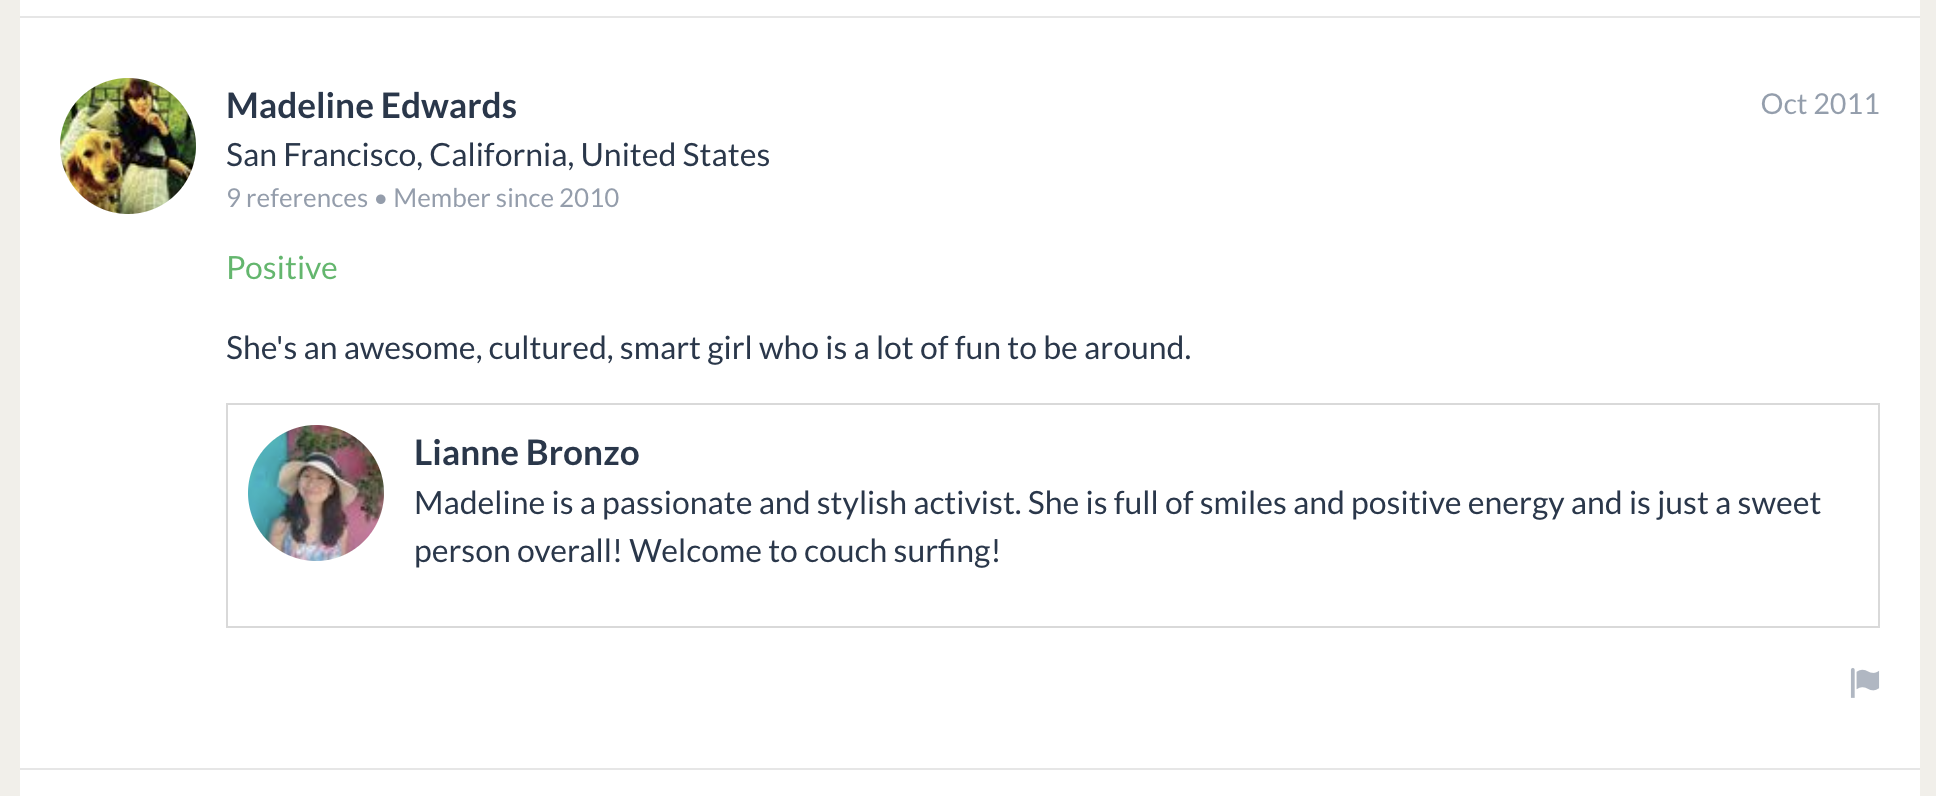 Madeline Edwards
Oct 2011
San Francisco, California, United States
9 references • Member since 2010
Positive
She's an awesome, cultured, smart girl who is a lot of fun to be around.
Lianne Bronzo
Madeline is a passionate and stylish activist. She is full of smiles and positive energy and is just a sweet
person overall! Welcome to couch surfing!